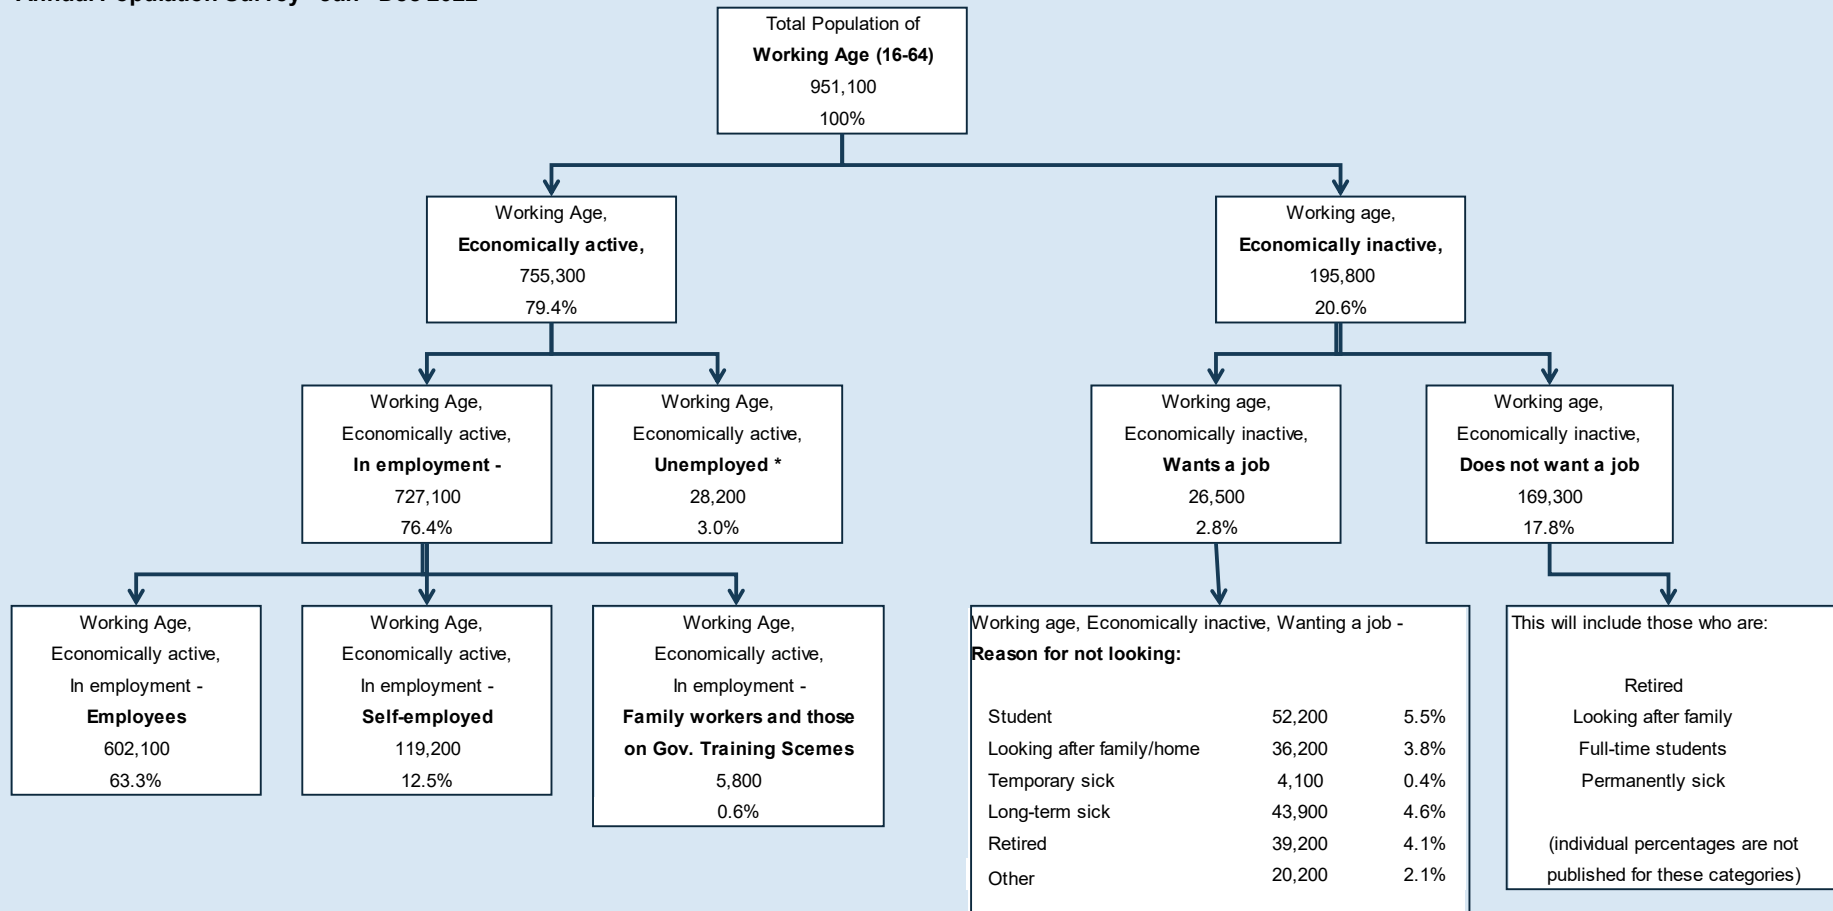 Annual Population Survey - Jan - Dec 2022
Total Population of
Working Age (16-64)
951,100
100%
Working Age,
Economically active,
755,300
79.4%
Working age,
Economically inactive,
195,800
20.6%
Working Age,
Economically active,
In employment -
727,100
76.4%
Working Age,
Economically active,
Unemployed *
28,200
3.0%
Working age,
Economically inactive,
Wants a job
26,500
2.8%
Working age,
Economically inactive,
Does not want a job
169,300
17.8%
Working Age,
Economically active,
In employment -
Employees
602,100
63.3%
Working Age,
Economically active,
In employment -
Self-employed
119,200
12.5%
Working Age,
Economically active,
In employment -
Family workers and those
on Gov. Training Scemes
5,800
0.6%
Working age, Economically inactive, Wanting a job -
Reason for not looking:
Student 52,200 5.5%
Looking after family/home 36,200 3.8%
Temporary sick 4,100 0.4%
Long-term sick 43,900 4.6%
Retired 39,200 4.1%
Other 20,200 2.1%
This will include those who are:
Retired
Looking after family
Full-time students
Permanently sick
(individual percentages are not
published for these categories)